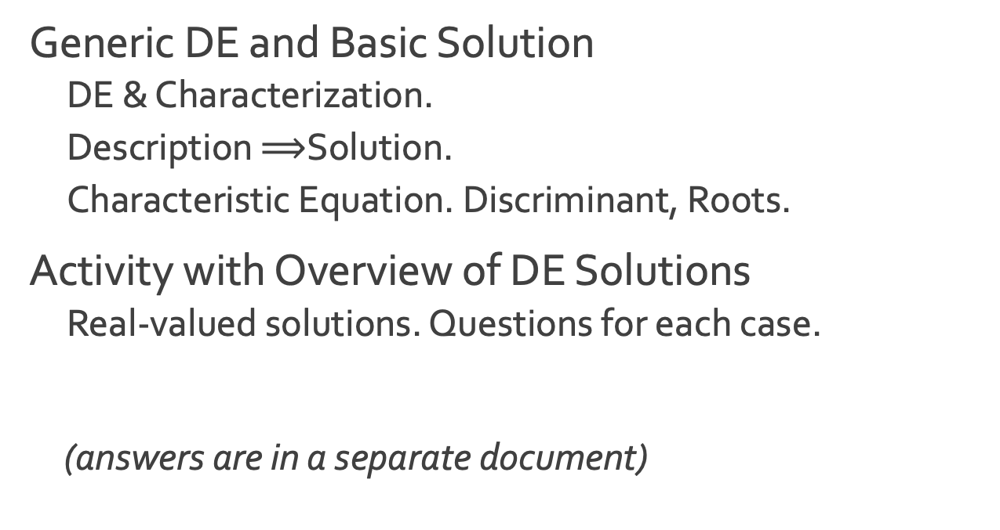 Generic DE and Basic Solution
DE & Characterization.
Description ⟹Solution.
Characteristic Equation. Discriminant, Roots.
Activity with Overview of DE Solutions
Real-valued solutions. Questions for each case.
(answers are in a separate document)